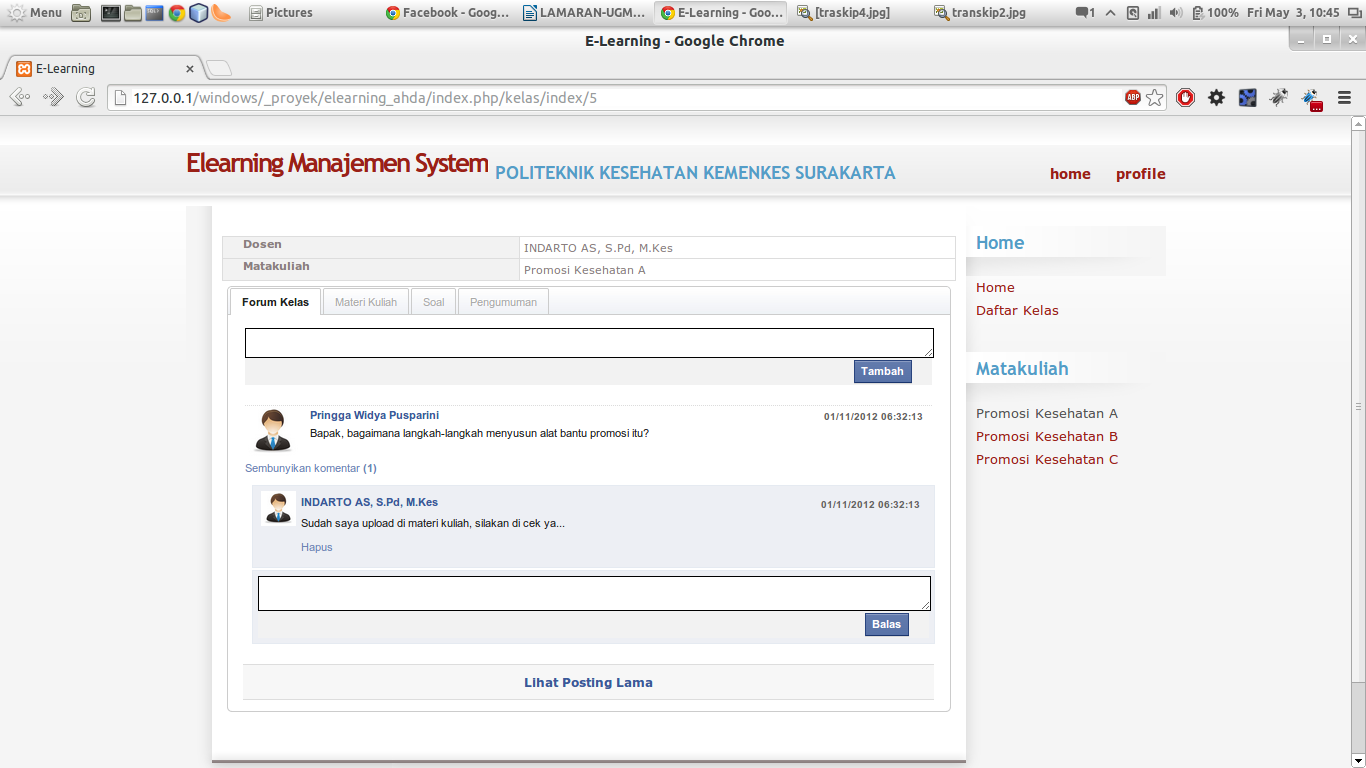 Menu Pictures Facebook - Goog... LAMARAN-UGM... E-Learning - Goo... [traskip4.jpg] transkip2.jpg 1 100% Fri May 3, 10:45
E-Learning - Google Chrome
E-Learning
127.0.0.1/windows/_proyek/elearning_ahda/index.php/kelas/index/5 ABP
Elearning Manajemen System POLITEKNIK KESEHATAN KEMENKES SURAKARTA home profile
Dosen INDARTO AS, S.Pd, M.Kes
Matakuliah Promosi Kesehatan A
Forum Kelas Materi Kuliah Soal Pengumuman
Tambah
Pringga Widya Pusparini 01/11/2012 06:32:13
Bapak, bagaimana langkah-langkah menyusun alat bantu promosi itu?
Sembunyikan komentar (1)
INDARTO AS, S.Pd, M.Kes 01/11/2012 06:32:13
Sudah saya upload di materi kuliah, silakan di cek ya...
Hapus
Balas
Lihat Posting Lama
Home
Home
Daftar Kelas
Matakuliah
Promosi Kesehatan A
Promosi Kesehatan B
Promosi Kesehatan C